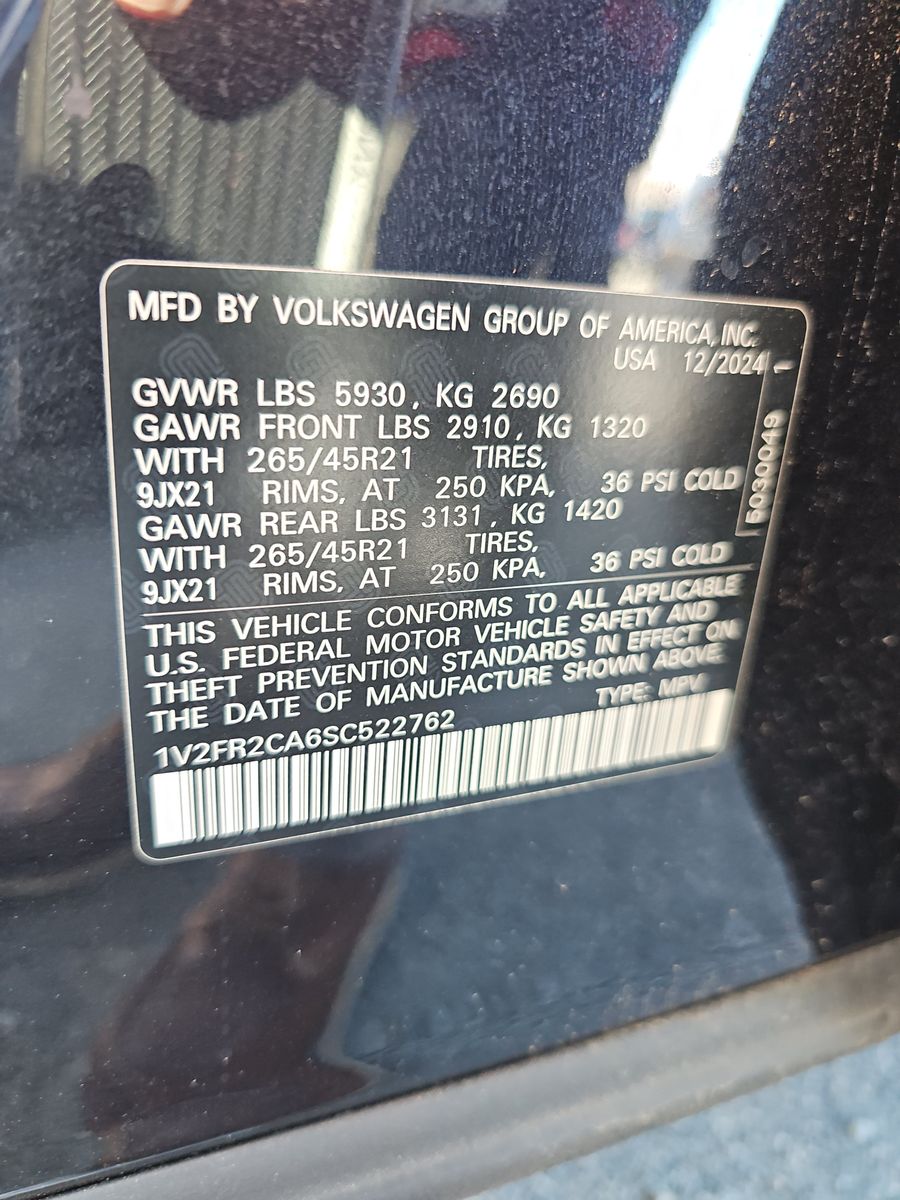 MFD BY VOLKSWAGEN GROUP OF AMERICA, INC.
USA 12/2024
GVWR LBS 5930, KG 2690
GAWR FRONT LBS 2910, KG 1320
WITH 265/45R21 TIRES,
9JX21 RIMS, AT 250 KPA, 36 PSI COLD
GAWR REAR LBS 3131, KG 1420
WITH 265/45R21 TIRES,
9JX21 RIMS, AT 250 KPA, 36 PSI COLD
THIS VEHICLE CONFORMS TO ALL APPLICABLE
U.S. FEDERAL MOTOR VEHICLE SAFETY AND
THEFT PREVENTION STANDARDS IN EFFECT ON
THE DATE OF MANUFACTURE SHOWN ABOVE.
TYPE: MPV
1V2FR2CA6SC522762
5030049 1